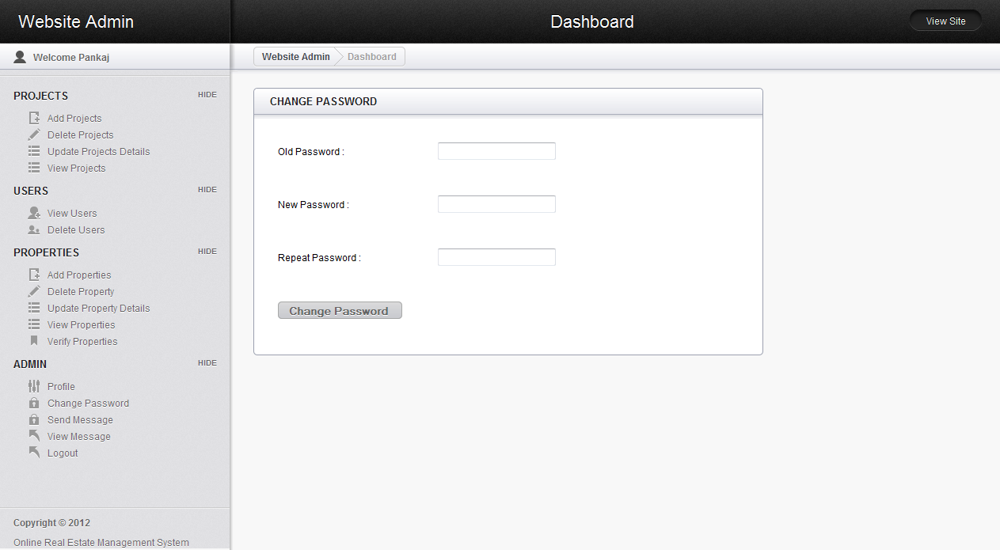 Website Admin
Dashboard
View Site
Welcome Pankaj
Website Admin
Dashboard
PROJECTS
HIDE
Add Projects
Delete Projects
Update Projects Details
View Projects
USERS
HIDE
View Users
Delete Users
PROPERTIES
HIDE
Add Properties
Delete Property
Update Property Details
View Properties
Verify Properties
ADMIN
HIDE
Profile
Change Password
Send Message
View Message
Logout
Copyright © 2012
Online Real Estate Management System
CHANGE PASSWORD
Old Password :
New Password :
Repeat Password :
Change Password